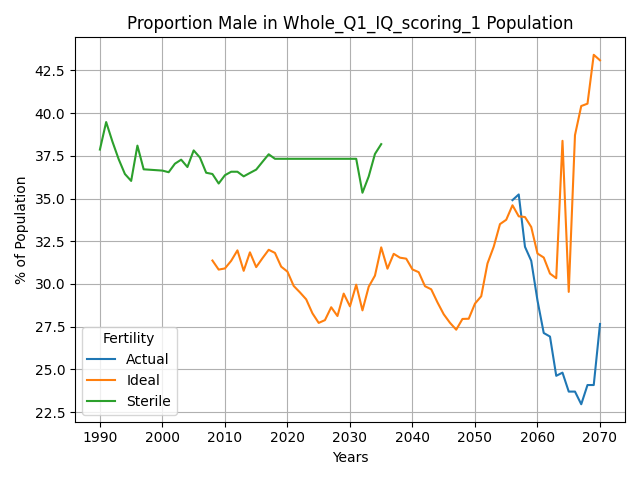 Proportion Male in Whole_Q1_IQ_scoring_1 Population
% of Population
42.5
40.0
37.5
35.0
32.5
30.0
27.5
25.0
22.5
Fertility
Actual
Ideal
Sterile
1990 2000 2010 2020 2030 2040 2050 2060 2070
Years